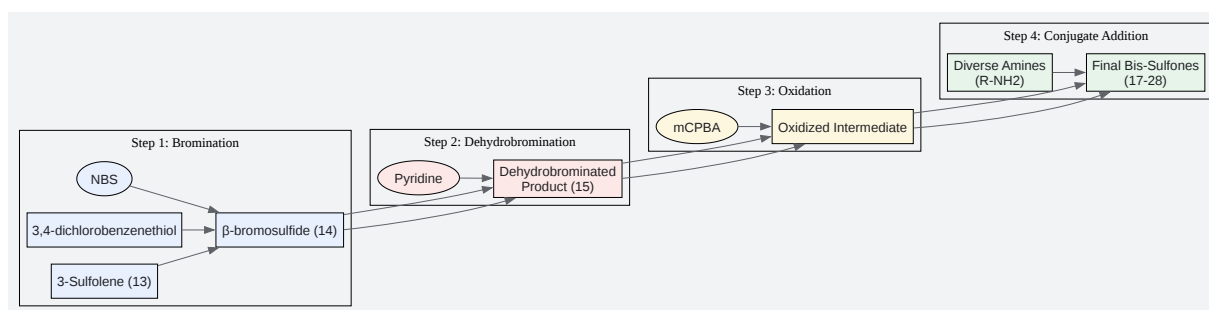 Step 1: Bromination
NBS
3,4-dichlorobenzenethiol
β-bromosulfide (14)
3-Sulfolene (13)
Step 2: Dehydrobromination
Pyridine
Dehydrobrominated
Product (15)
Step 3: Oxidation
mCPBA
Oxidized Intermediate
Step 4: Conjugate Addition
Diverse Amines
(R-NH2)
Final Bis-Sulfones
(17-28)